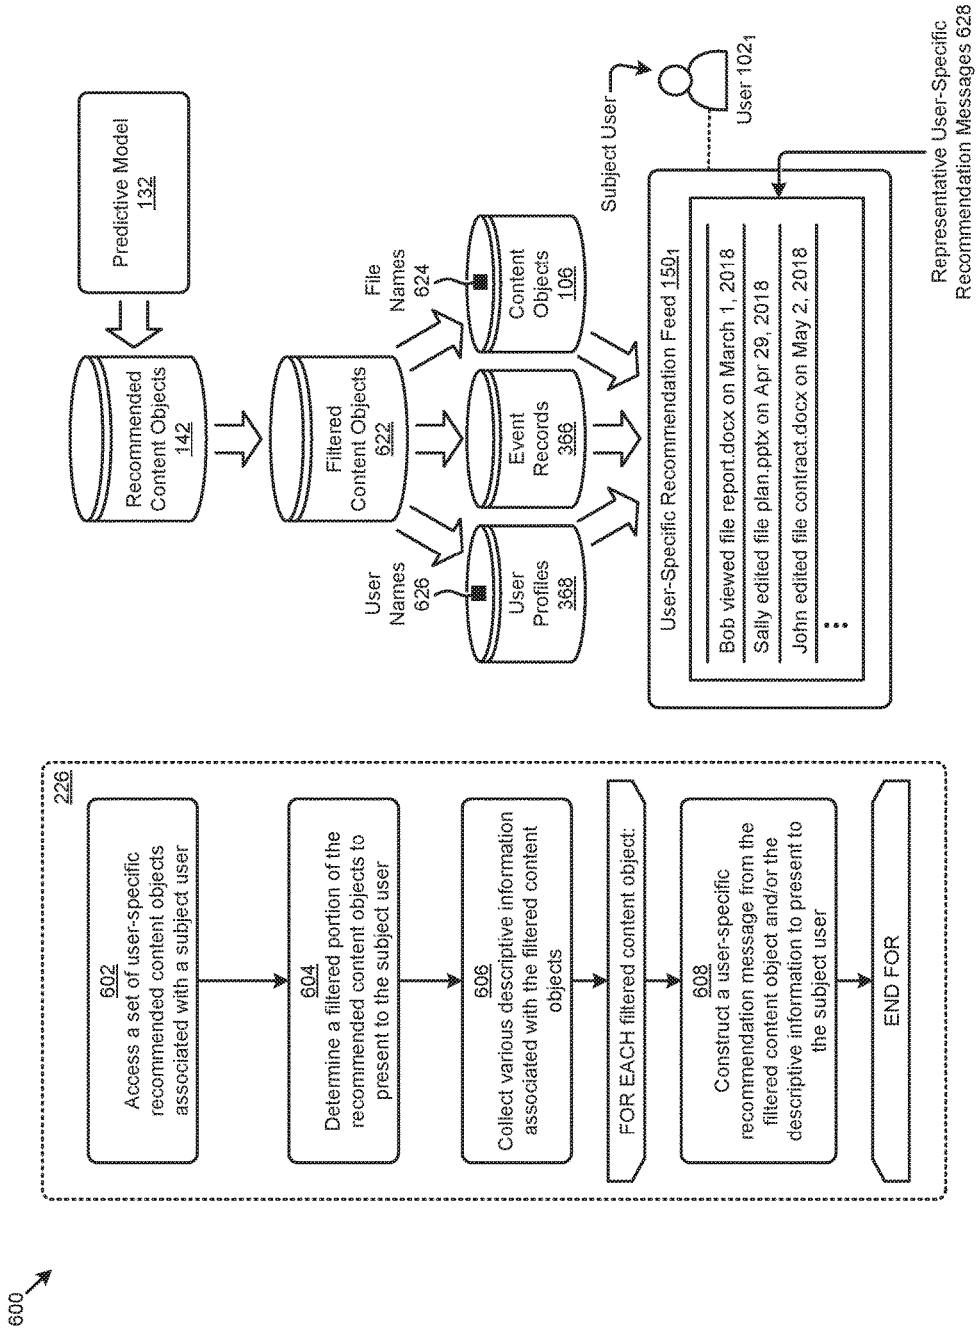 600
226
602
Access a set of user-specific
recommended content objects
associated with a subject user
604
Determine a filtered portion of the
recommended content objects to
present to the subject user
606
Collect various descriptive information
associated with the filtered content
objects
FOR EACH filtered content object:
608
Construct a user-specific
recommendation message from the
filtered content object and/or the
descriptive information to present to
the subject user
END FOR
Predictive Model
132
Recommended
Content Objects
142
Filtered
Content Objects
622
User
Names
626
File
Names
624
User
Profiles
368
Event
Records
366
Content
Objects
106
Subject User
User 102₁
User-Specific Recommendation Feed 150₁
Bob viewed file report.docx on March 1, 2018
Sally edited file plan.pptx on Apr 29, 2018
John edited file contract.docx on May 2, 2018
Representative User-Specific
Recommendation Messages 628